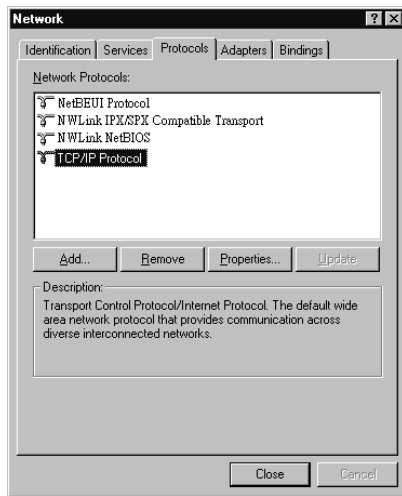 Network
Identification Services Protocols Adapters Bindings
Network Protocols:
NetBEUI Protocol
NWLink IPX/SPX Compatible Transport
NWLink NetBIOS
TCP/IP Protocol
Add... Remove Properties... Update
Description:
Transport Control Protocol/Internet Protocol. The default wide
area network protocol that provides communication across
diverse interconnected networks.
Close Cancel